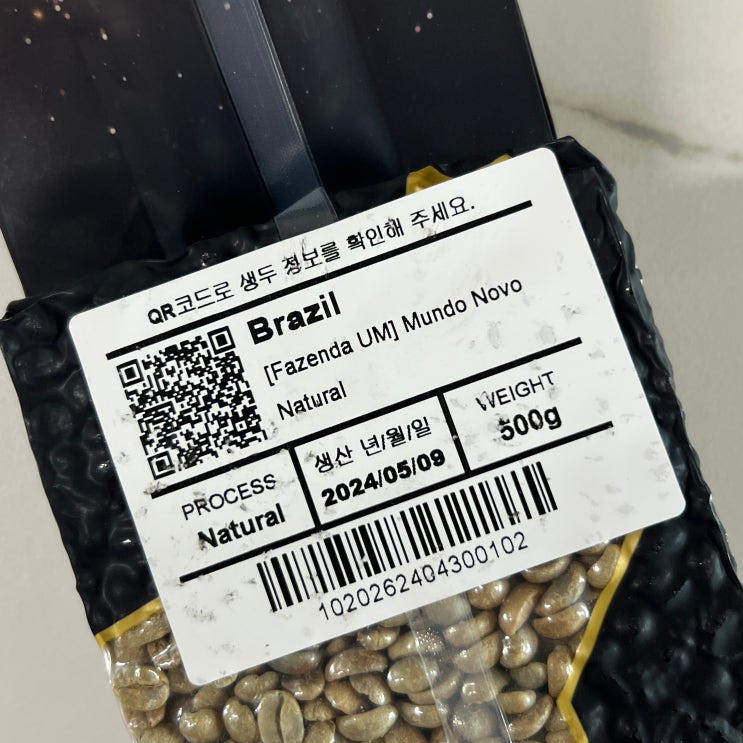 QR코드로 생두 정보를 확인해 주세요.
Brazil
[Fazenda UM] Mundo Novo
Natural
PROCESS
Natural
생산 년/월/일
2024/05/09
WEIGHT
500g
1020262404300102